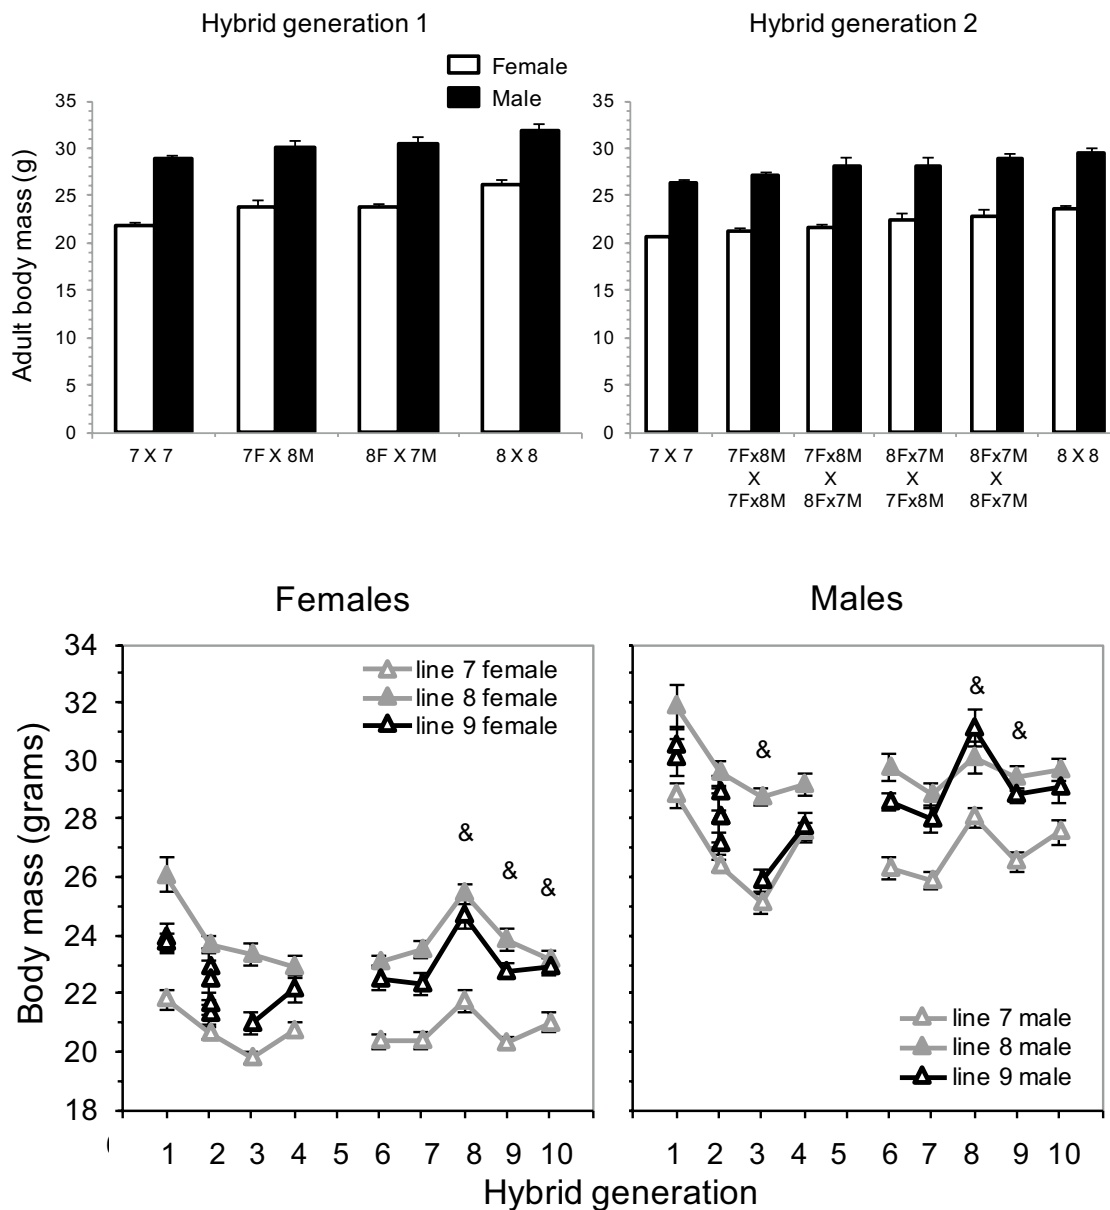 Hybrid generation 1
Hybrid generation 2
Female
Male
Adult body mass (g)
35
30
25
20
15
10
5
0
7 X 7
7F X 8M
8F X 7M
8 X 8
35
30
25
20
15
10
5
0
7 X 7
7Fx8M
X
7Fx8M
7Fx8M
X
8Fx7M
8Fx7M
X
7Fx8M
8Fx7M
X
8Fx7M
8 X 8
Females
Males
Body mass (grams)
34
32
30
28
26
24
22
20
18
line 7 female
line 8 female
line 9 female
&
&
&
&
&
&
line 7 male
line 8 male
line 9 male
1 2 3 4 5 6 7 8 9 10
1 2 3 4 5 6 7 8 9 10
Hybrid generation